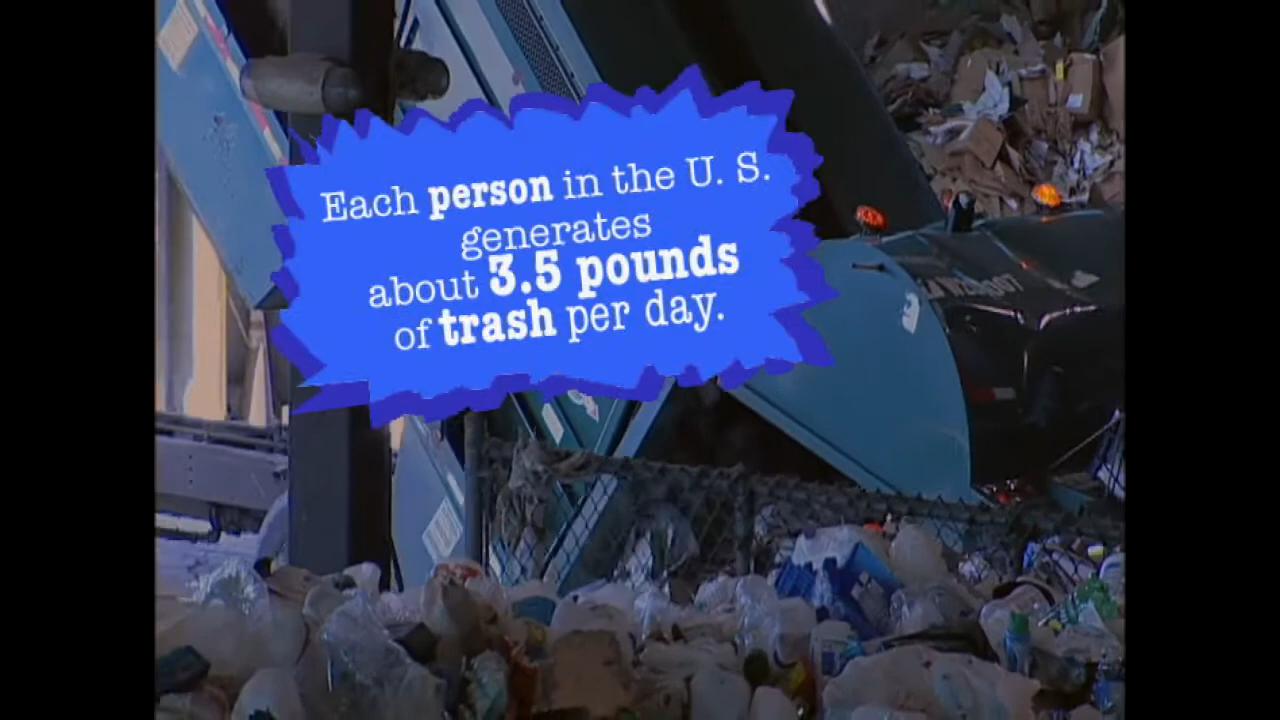 Each person in the U. S.
generates
about 3.5 pounds
of trash per day.